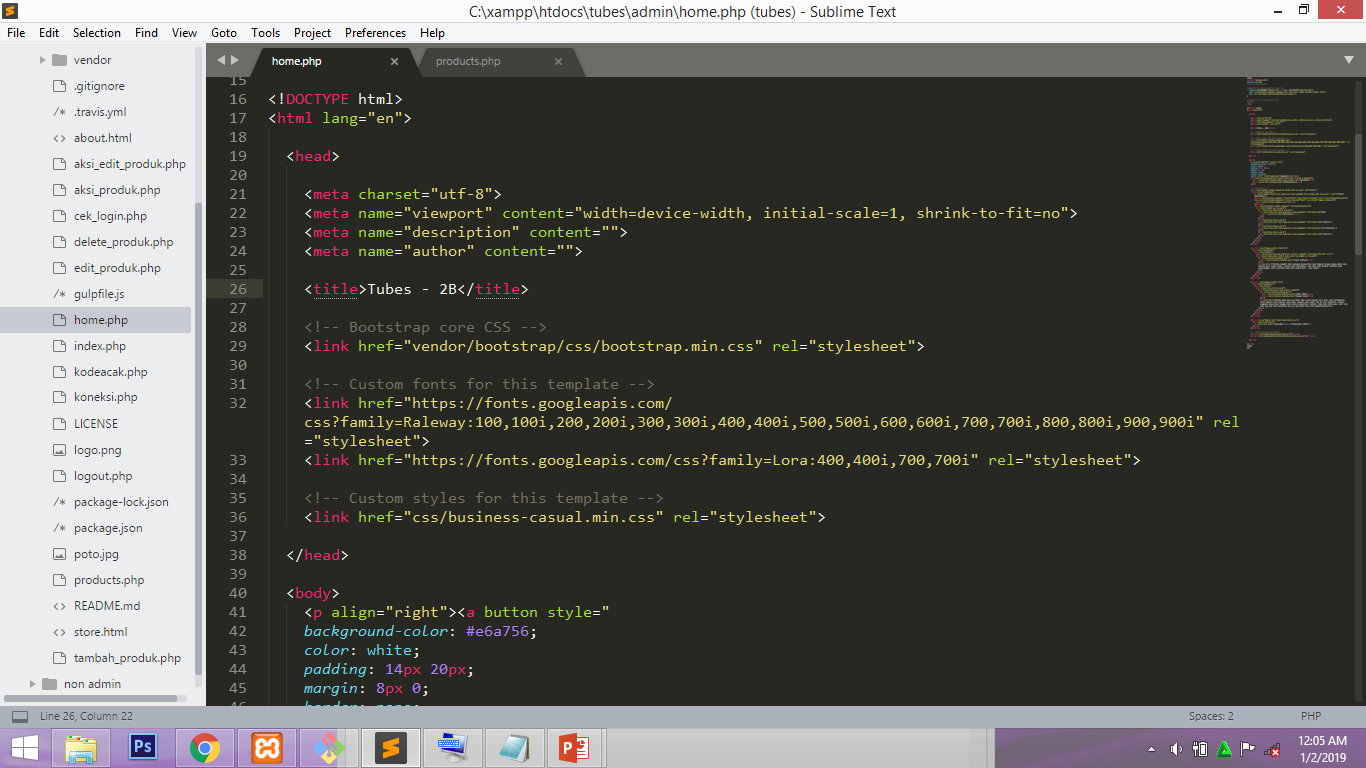 C:\xampp\htdocs\tubes\admin\home.php (tubes) - Sublime Text
File Edit Selection Find View Goto Tools Project Preferences Help
vendor
.gitignore
/* .travis.yml
<> about.html
aksi_edit_produk.php
aksi_produk.php
cek_login.php
delete_produk.php
edit_produk.php
gulpfile.js
home.php
index.php
kodeacak.php
koneksi.php
LICENSE
logo.png
logout.php
/* package-lock.json
/* package.json
poto.jpg
products.php
<> README.md
<> store.html
tambah_produk.php
non admin
home.php × products.php ×
15
16 <!DOCTYPE html>
17 <html lang="en">
18
19 <head>
20
21 <meta charset="utf-8">
22 <meta name="viewport" content="width=device-width, initial-scale=1, shrink-to-fit=no">
23 <meta name="description" content="">
24 <meta name="author" content="">
25
26 <title>Tubes - 2B</title>
27
28 <!-- Bootstrap core CSS -->
29 <link href="vendor/bootstrap/css/bootstrap.min.css" rel="stylesheet">
30
31 <!-- Custom fonts for this template -->
32 <link href="https://fonts.googleapis.com/
css?family=Raleway:100,100i,200,200i,300,300i,400,400i,500,500i,600,600i,700,700i,800,800i,900,900i" rel
="stylesheet">
33 <link href="https://fonts.googleapis.com/css?family=Lora:400,400i,700,700i" rel="stylesheet">
34
35 <!-- Custom styles for this template -->
36 <link href="css/business-casual.min.css" rel="stylesheet">
37
38 </head>
39
40 <body>
41 <p align="right"><a button style="
42 background-color: #e6a756;
43 color: white;
44 padding: 14px 20px;
45 margin: 8px 0;
46 border: none;
Line 26, Column 22
Spaces: 2
PHP
Ps
12:05 AM
1/2/2019